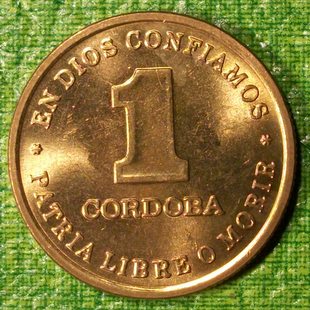 EN DIOS CONFIAMOS
1
CORDOBA
* PATRIA LIBRE O MORIR *